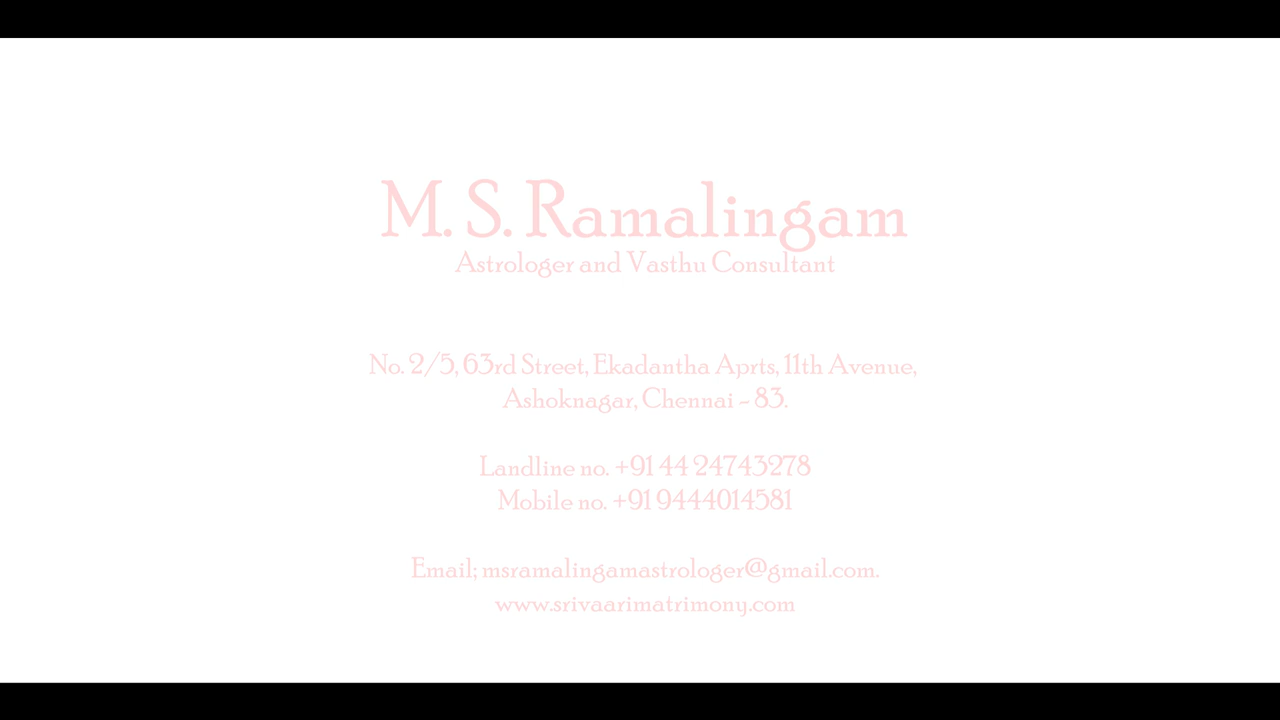 M. S. Ramalingam
Astrologer and Vasthu Consultant
No. 2/5, 63rd Street, Ekadantha Aprts, 11th Avenue,
Ashoknagar, Chennai - 83.
Landline no. +91 44 24743278
Mobile no. +91 9444014581
Email; msramalingamastrologer@gmail.com.
www.srivaarimatrimony.com